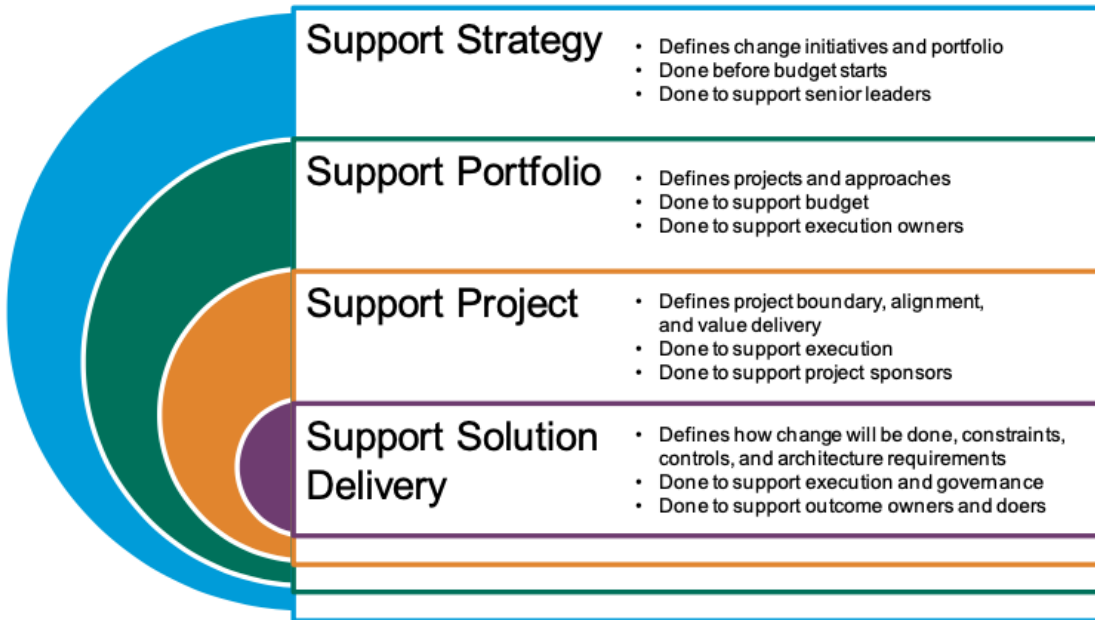 Support Strategy
• Defines change initiatives and portfolio
• Done before budget starts
• Done to support senior leaders
Support Portfolio
• Defines projects and approaches
• Done to support budget
• Done to support execution owners
Support Project
• Defines project boundary, alignment,
and value delivery
• Done to support execution
• Done to support project sponsors
Support Solution
Delivery
• Defines how change will be done, constraints,
controls, and architecture requirements
• Done to support execution and governance
• Done to support outcome owners and doers